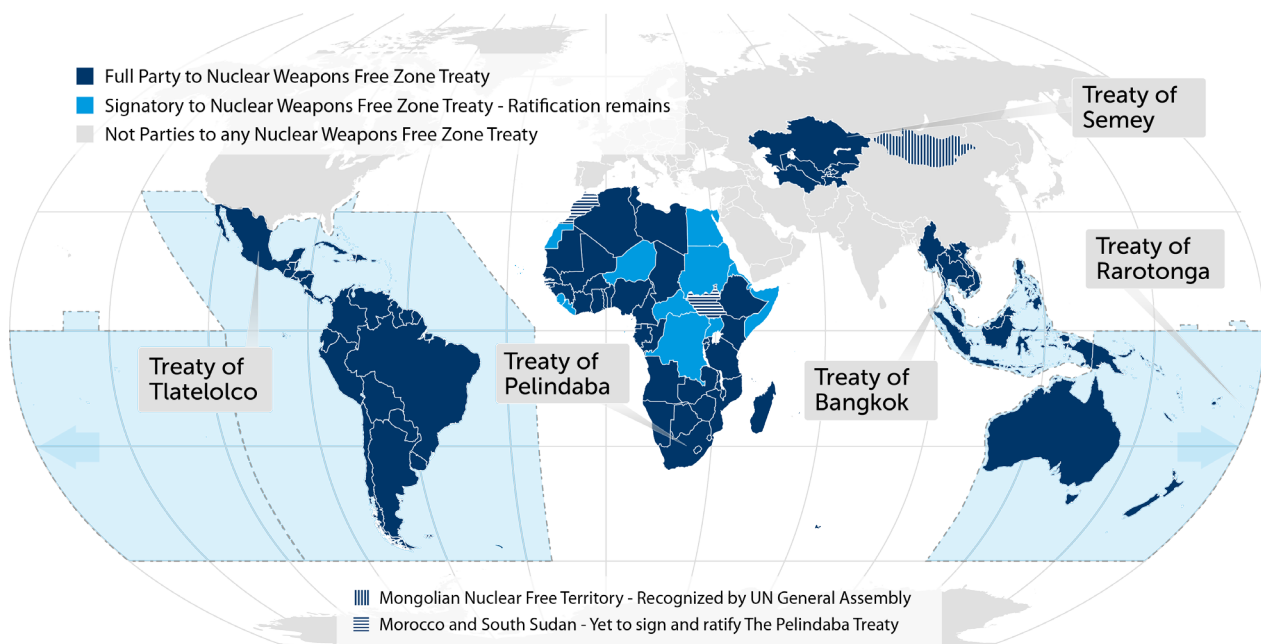 Full Party to Nuclear Weapons Free Zone Treaty
Signatory to Nuclear Weapons Free Zone Treaty - Ratification remains
Not Parties to any Nuclear Weapons Free Zone Treaty
Treaty of
Semey
Treaty of
Rarotonga
Treaty of
Tlatelolco
Treaty of
Pelindaba
Treaty of
Bangkok
Mongolian Nuclear Free Territory - Recognized by UN General Assembly
Morocco and South Sudan - Yet to sign and ratify The Pelindaba Treaty